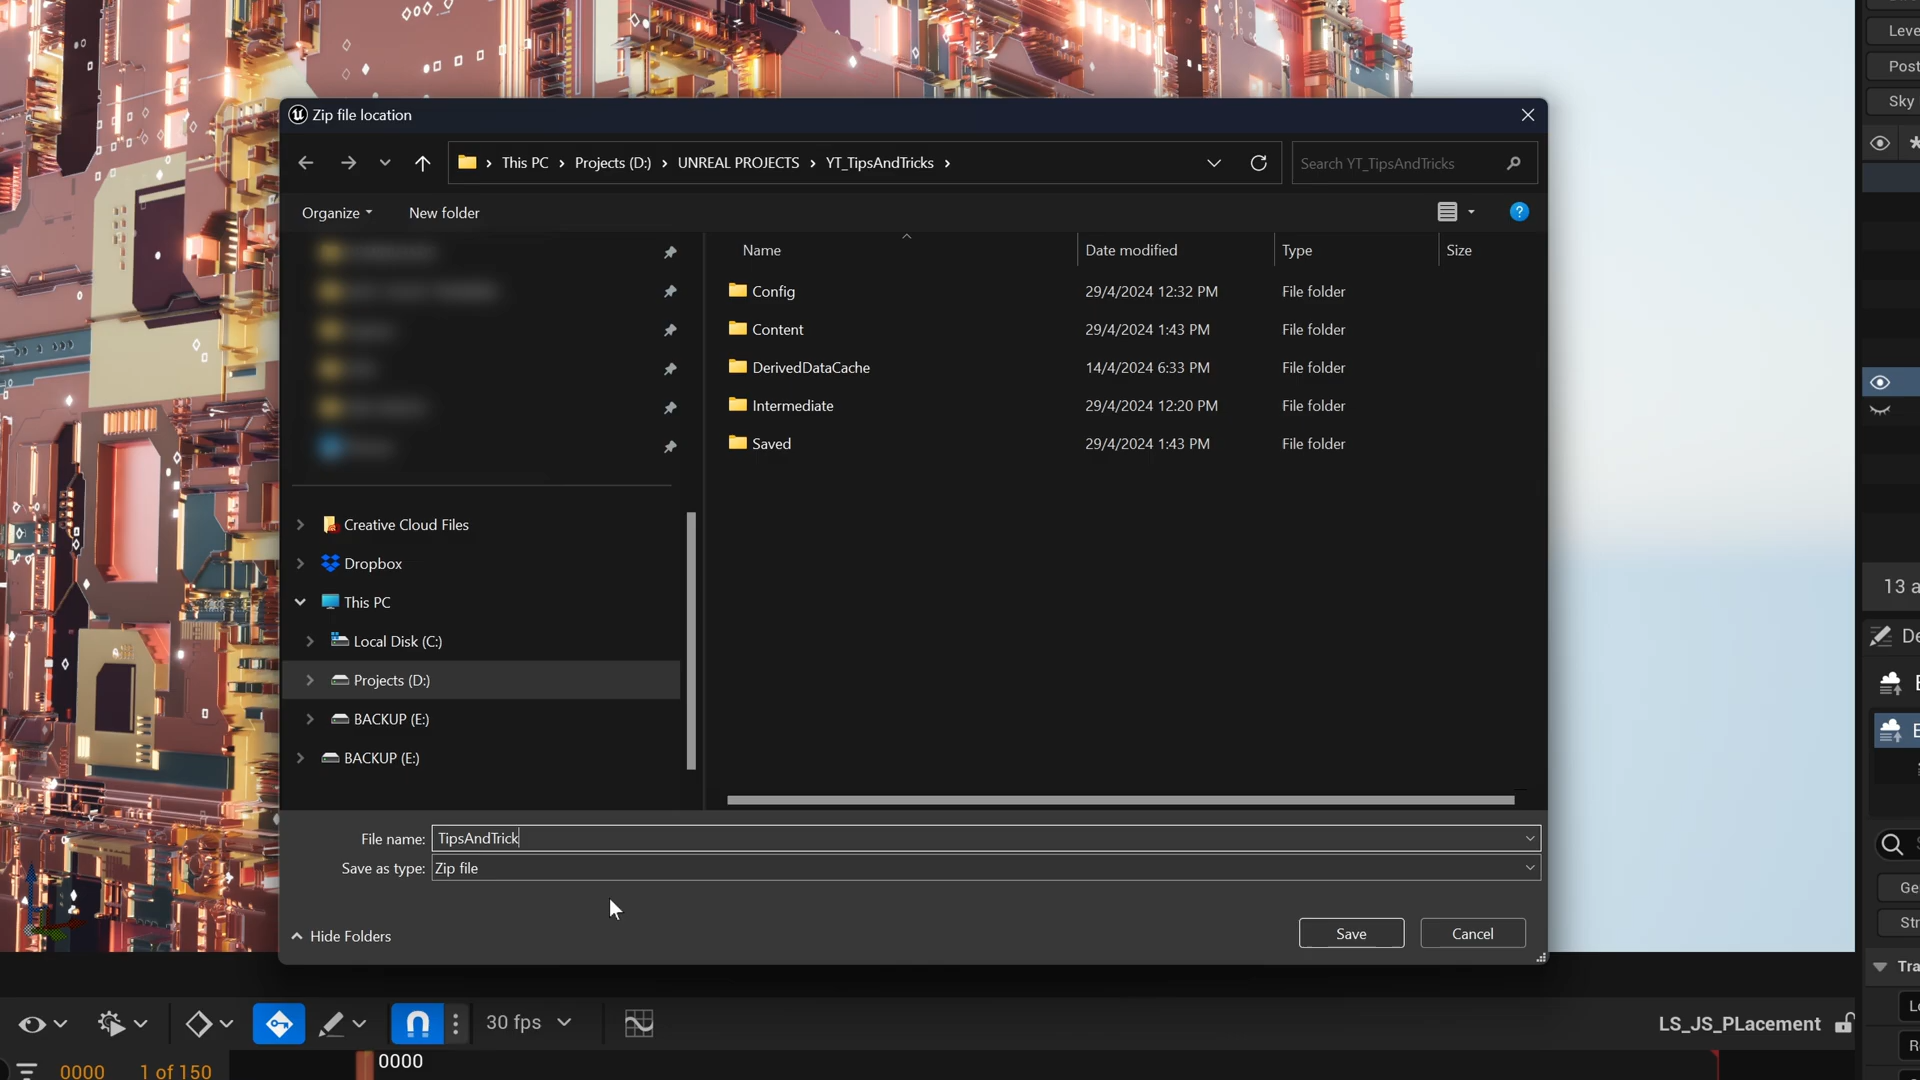 Zip file location
This PC > Projects (D:) > UNREAL PROJECTS > YT_TipsAndTricks >
Search YT_TipsAndTricks
Organize
New folder
Name
Date modified
Type
Size
Config 29/4/2024 12:32 PM File folder
Content 29/4/2024 1:43 PM File folder
DerivedDataCache 14/4/2024 6:33 PM File folder
Intermediate 29/4/2024 12:20 PM File folder
Saved 29/4/2024 1:43 PM File folder
Creative Cloud Files
Dropbox
This PC
Local Disk (C:)
Projects (D:)
BACKUP (E:)
BACKUP (E:)
File name: TipsAndTrick
Save as type: Zip file
Hide Folders
Save
Cancel
Leve
Post
Sky
13 a
De
Ge
Str
Tra
30 fps
LS_JS_PLacement
0000
1 of 150
0000